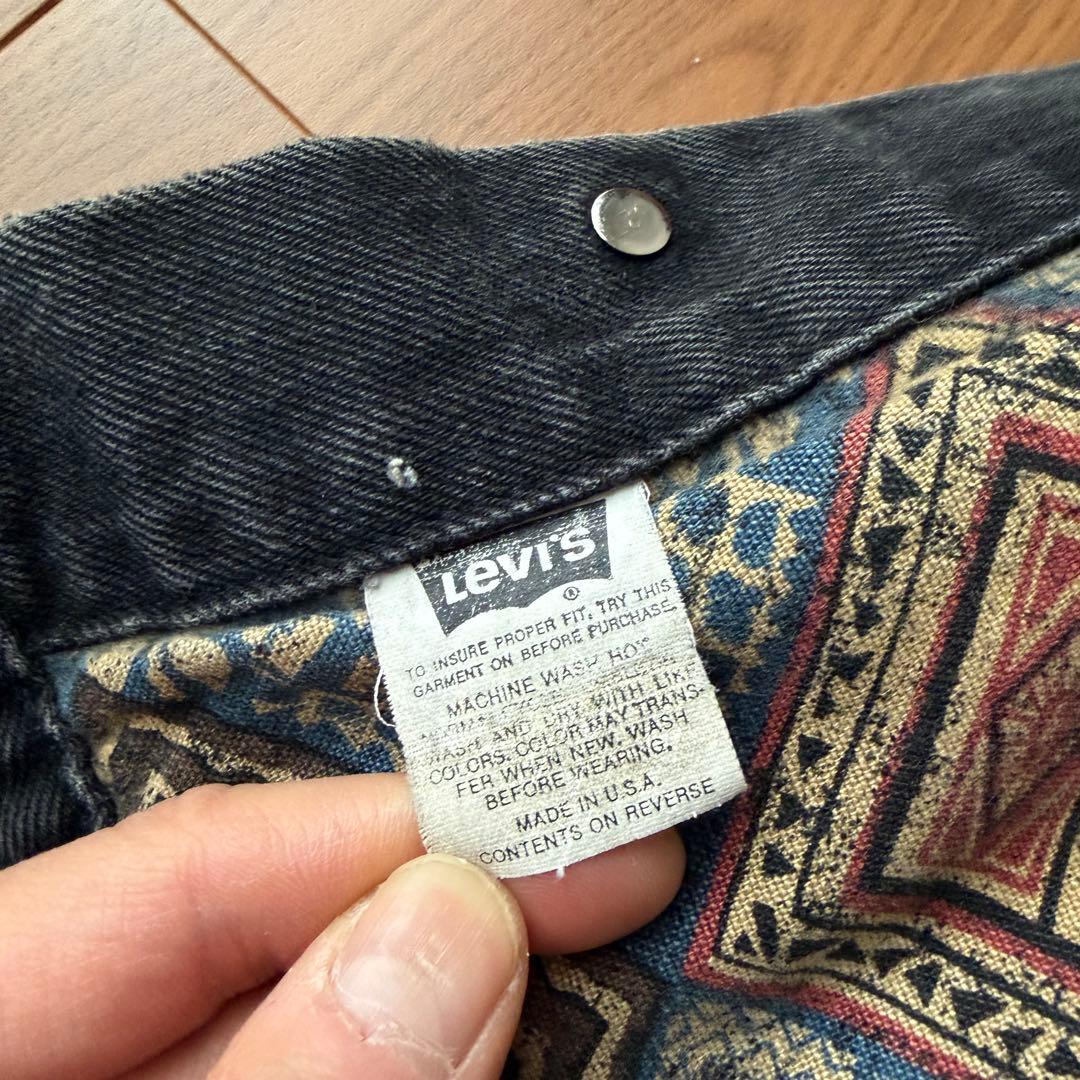 Levi's
®
TO INSURE PROPER FIT, TRY THIS
GARMENT ON BEFORE PURCHASE.
MACHINE WASH HOT
WASH AND DRY WITH LIKE
COLORS. COLOR MAY TRANS-
FER WHEN NEW. WASH
BEFORE WEARING.
MADE IN U.S.A.
CONTENTS ON REVERSE